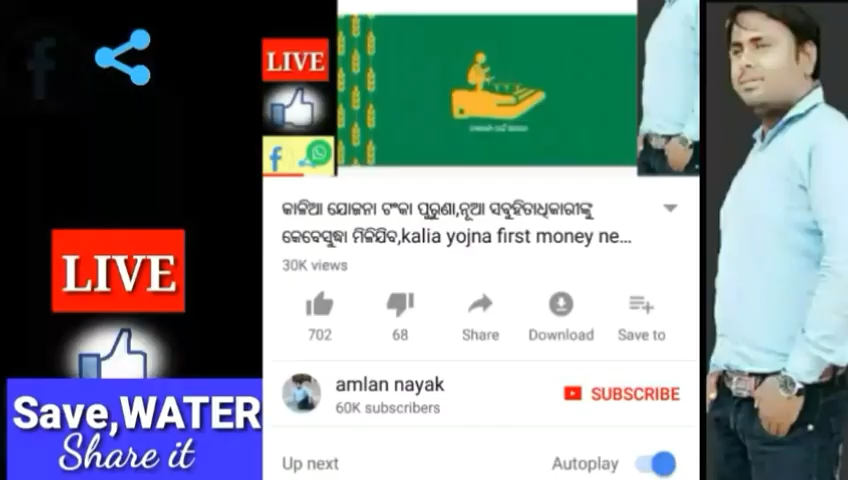 LIVE
କାଳିଆ ଯୋଜନା ଟଂକା ପୁରୁଣା,ନୂଆ ସବୁହିତାଧିକାରୀଙ୍କୁ
କେବେସୁଦ୍ଧା ମିଳିଯିବ,kalia yojna first money ne...
30K views
702
68
Share
Download
Save to
amlan nayak
60K subscribers
SUBSCRIBE
Up next
Autoplay
LIVE
Save,WATER
Share it